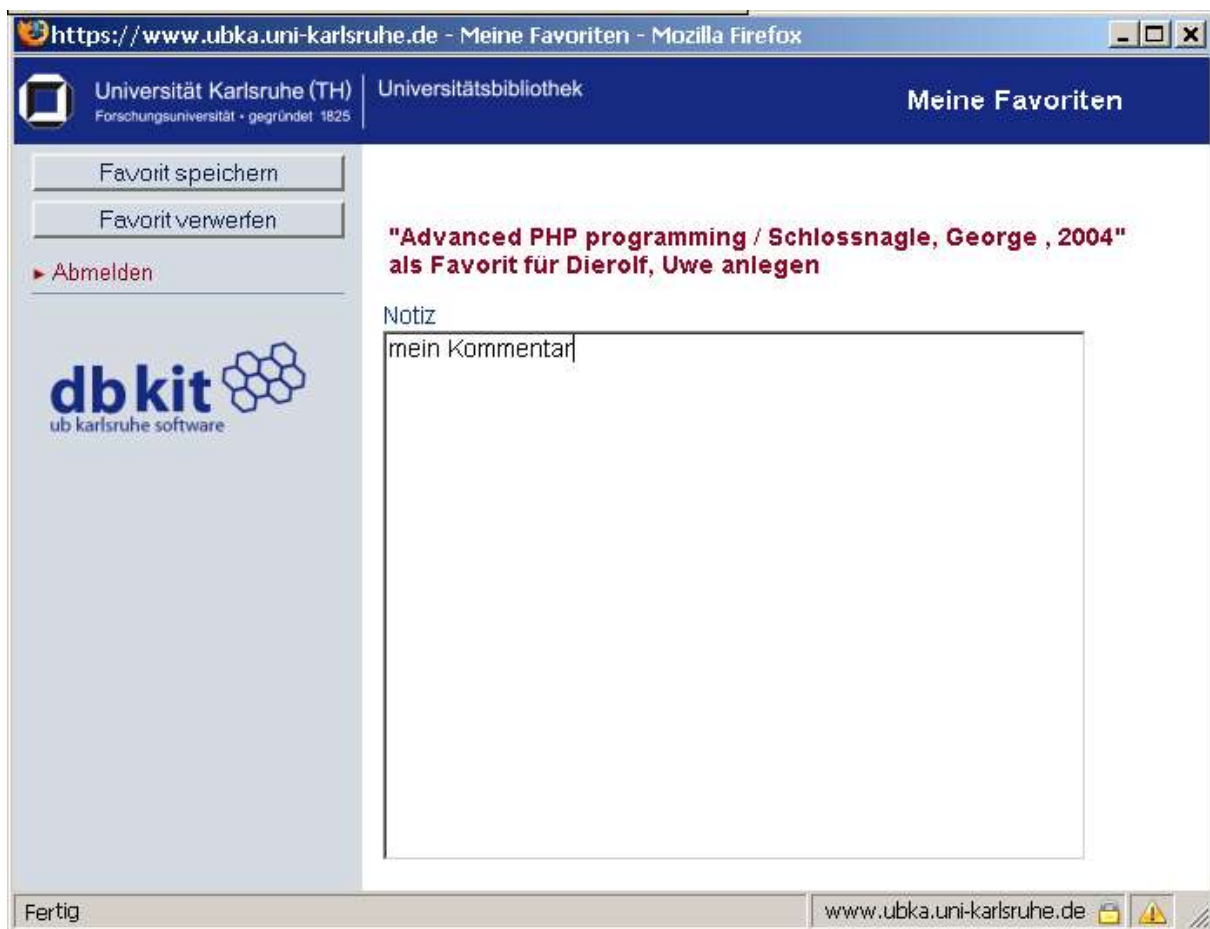 https://www.ubka.uni-karlsruhe.de - Meine Favoriten - Mozilla Firefox
Universität Karlsruhe (TH)
Forschungsuniversität • gegründet 1825
Universitätsbibliothek
Meine Favoriten
Favorit speichern
Favorit verwerfen
Abmelden
dbkit
ub karlsruhe software
"Advanced PHP programming / Schlossnagle, George , 2004"
als Favorit für Dierolf, Uwe anlegen
Notiz
mein Kommentar
Fertig
www.ubka.uni-karlsruhe.de